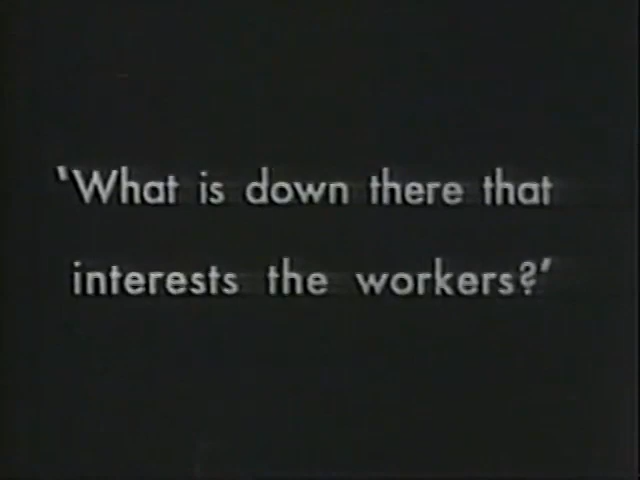 ‘What is down there that
interests the workers?’